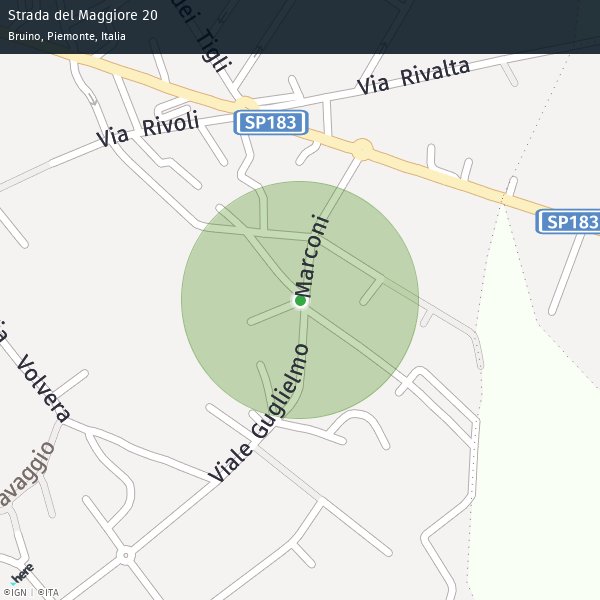 Strada del Maggiore 20
Bruino, Piemonte, Italia
dei Tigli
Via Rivalta
Via Rivoli
SP183
SP183
Marconi
Viale Guglielmo
Volvera
here
©IGN | ©ITA